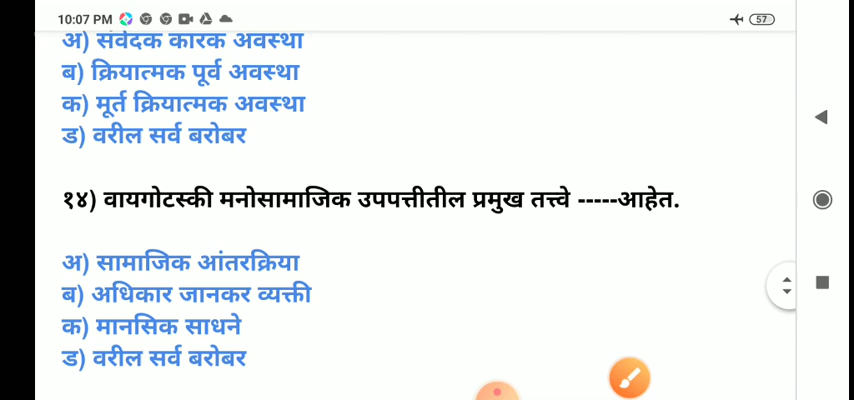 10:07 PM
57
अ) संवेदक कारक अवस्था
ब) क्रियात्मक पूर्व अवस्था
क) मूर्त क्रियात्मक अवस्था
ड) वरील सर्व बरोबर
१४) वायगोटस्की मनोसामाजिक उपपत्तीतील प्रमुख तत्त्वे -----आहेत.
अ) सामाजिक आंतरक्रिया
ब) अधिकार जानकर व्यक्ती
क) मानसिक साधने
ड) वरील सर्व बरोबर